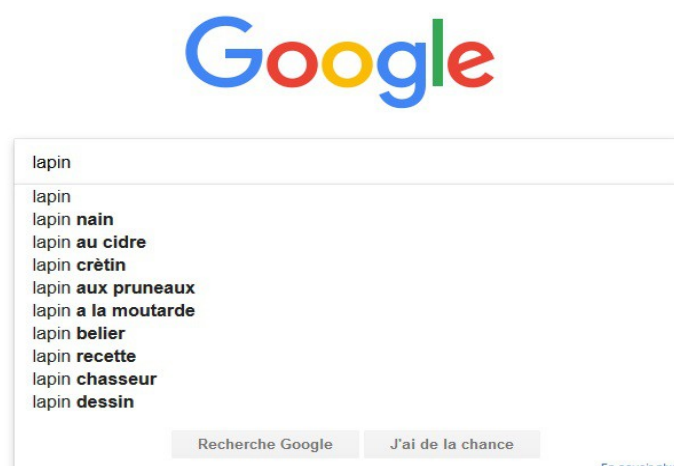 Google
lapin
lapin
lapin nain
lapin au cidre
lapin crètin
lapin aux pruneaux
lapin a la moutarde
lapin belier
lapin recette
lapin chasseur
lapin dessin
Recherche Google J'ai de la chance